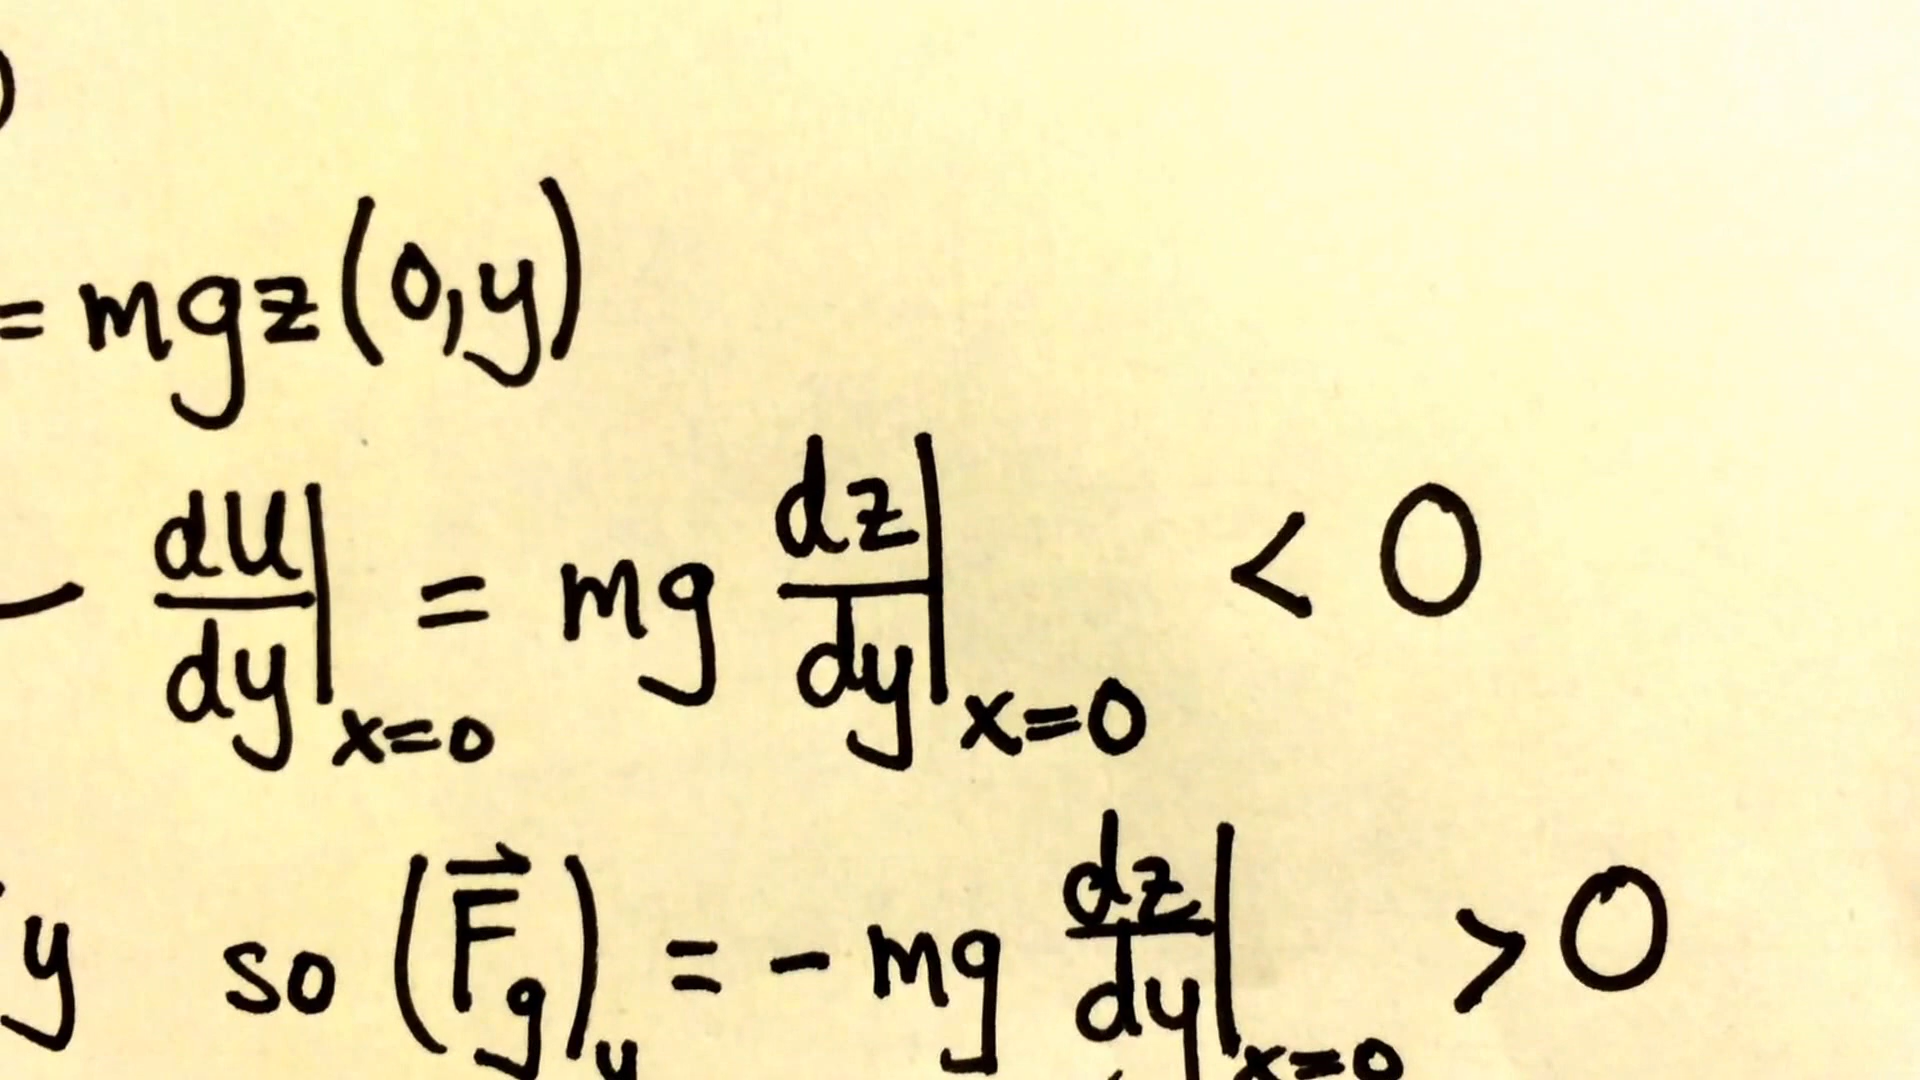 )
= mgz(0,y)
— dU/dy|x=0 = mg dz/dy|x=0 < 0
y so (F⃗g)y = - mg dz/dy|x=0 > 0